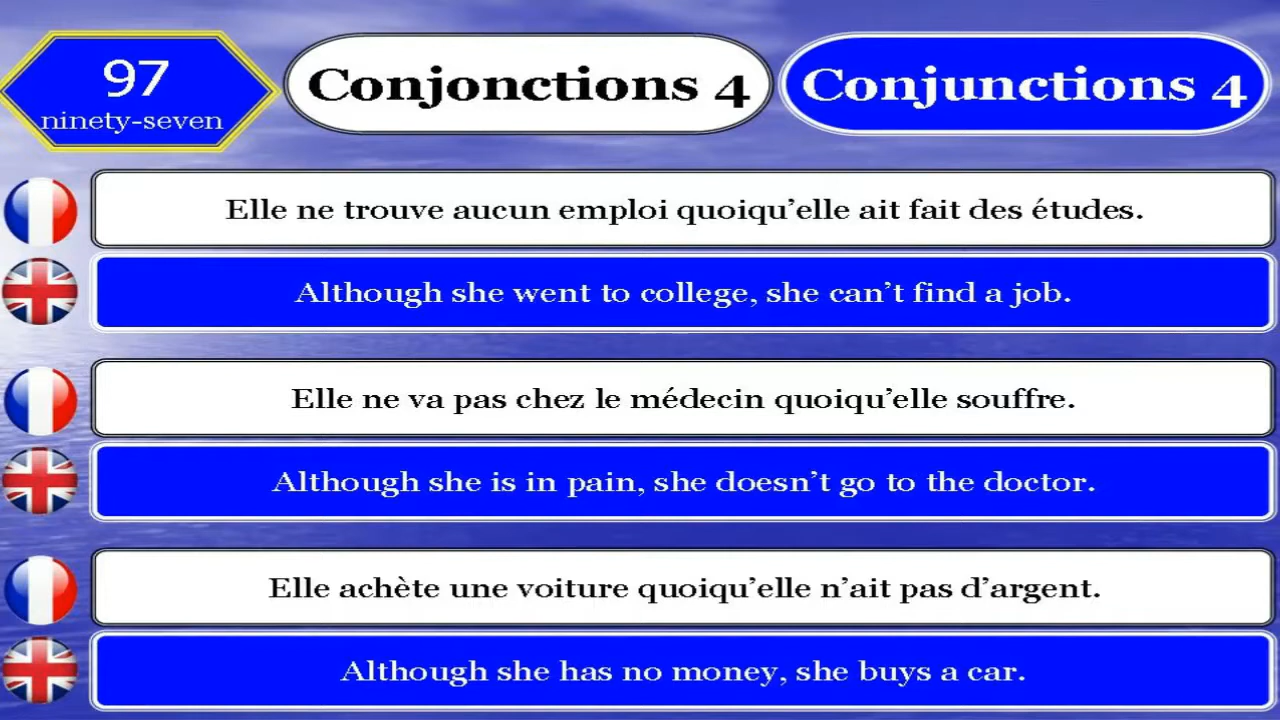 97
ninety-seven
Conjonctions 4
Conjunctions 4
Elle ne trouve aucun emploi quoiqu’elle ait fait des études.
Although she went to college, she can’t find a job.
Elle ne va pas chez le médecin quoiqu’elle souffre.
Although she is in pain, she doesn’t go to the doctor.
Elle achète une voiture quoiqu’elle n’ait pas d’argent.
Although she has no money, she buys a car.